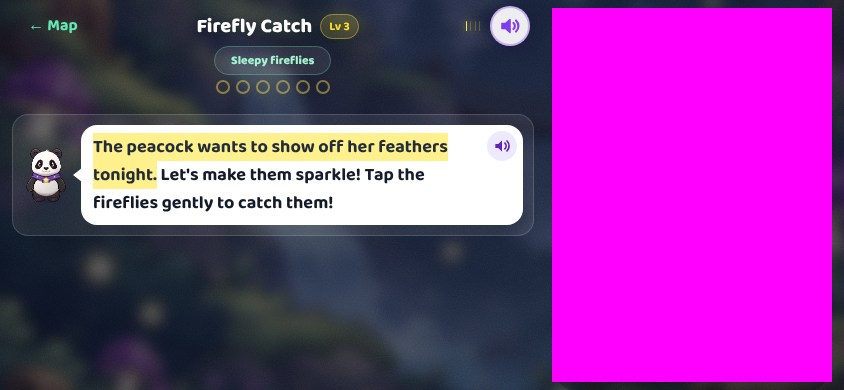 ← Map
Firefly Catch
Lv 3
Sleepy fireflies
The peacock wants to show off her feathers
tonight. Let's make them sparkle! Tap the
fireflies gently to catch them!